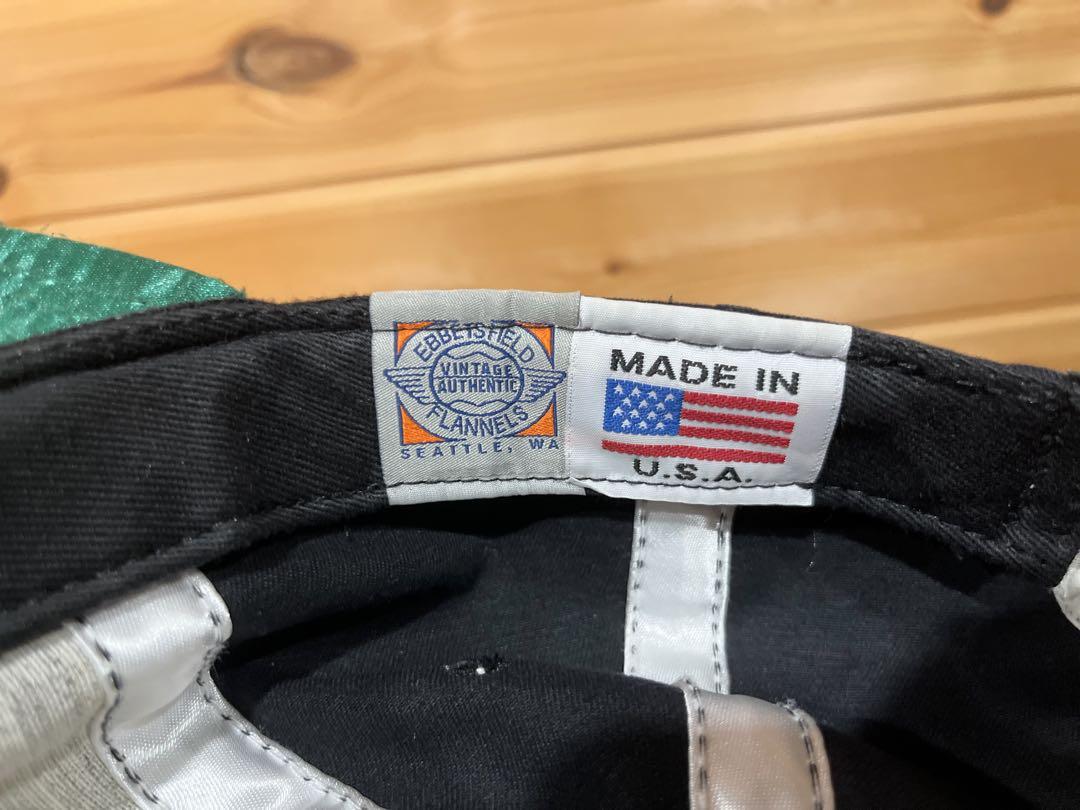 EBBETSFIELD
VINTAGE
AUTHENTIC
FLANNELS
SEATTLE, WA
MADE IN
U.S.A.